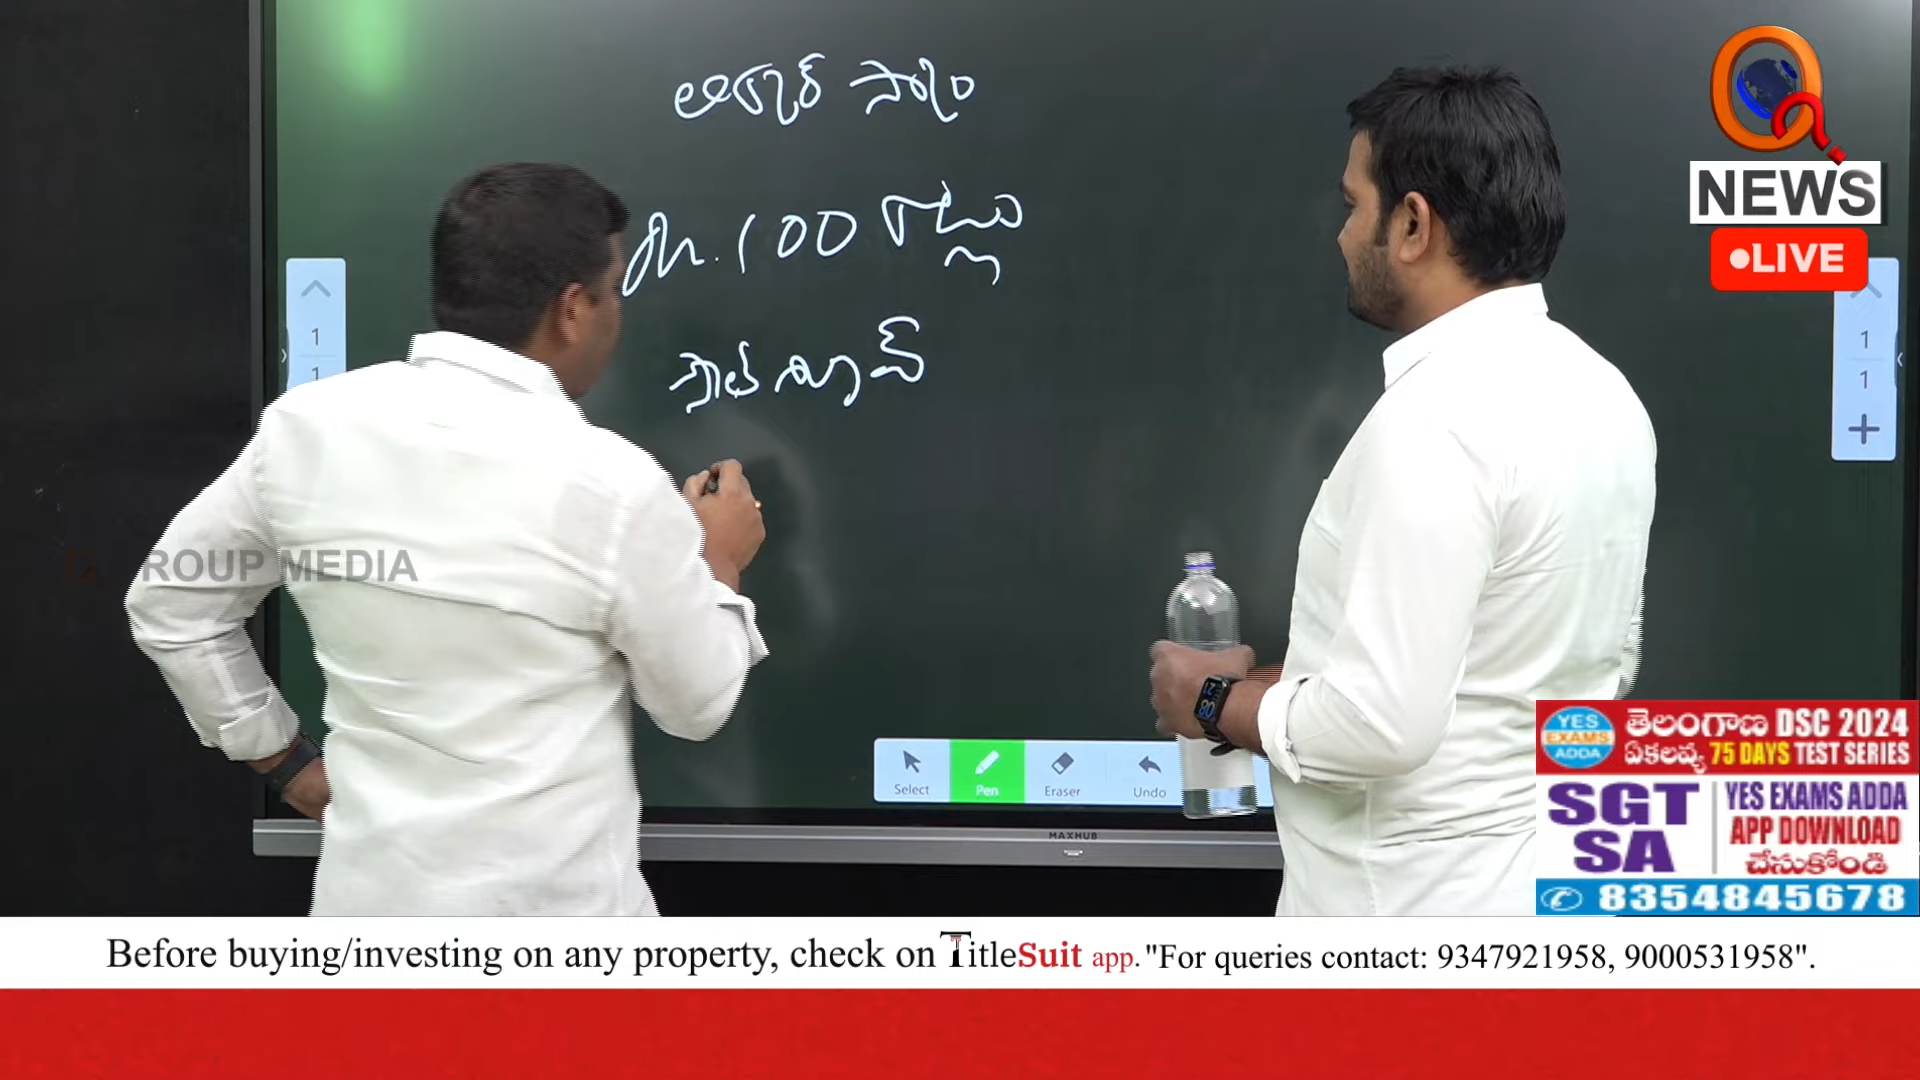 రూ. 100 కోట్లు
NEWS
LIVE
1
1
1
1
ROUP MEDIA
Select
Pen
Eraser
Undo
MAXHUB
YES
EXAMS
ADDA
తెలంగాణ DSC 2024
ఏకలవ్య 75 DAYS TEST SERIES
SGT
SA
YES EXAMS ADDA
APP DOWNLOAD
చేసుకోండి
8354845678
Before buying/investing on any property, check on TitleSuit app. "For queries contact: 9347921958, 9000531958".